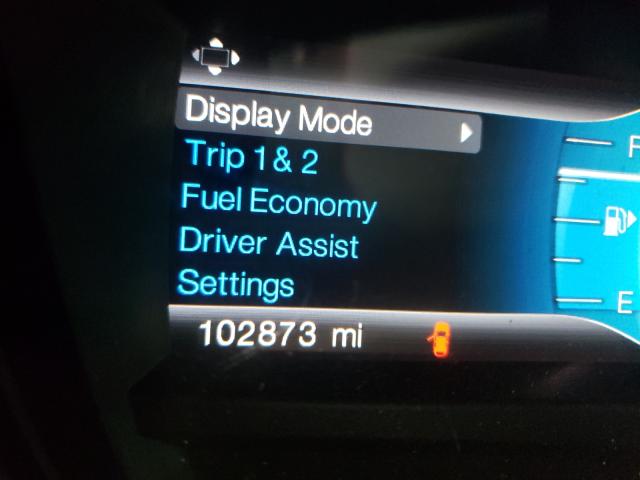 Display Mode
Trip 1 & 2
Fuel Economy
Driver Assist
Settings
102873 mi
F
E